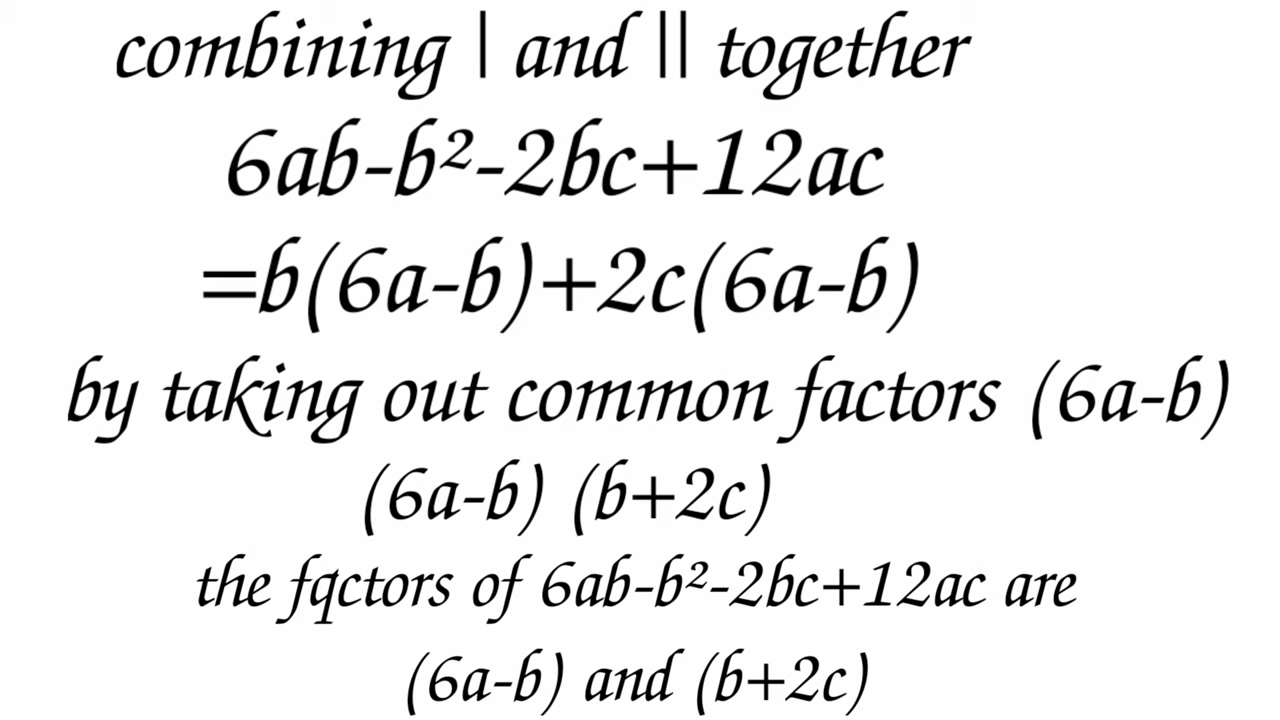 combining | and || together
6ab-b²-2bc+12ac
=b(6a-b)+2c(6a-b)
by taking out common factors (6a-b)
(6a-b) (b+2c)
the fqctors of 6ab-b²-2bc+12ac are
(6a-b) and (b+2c)